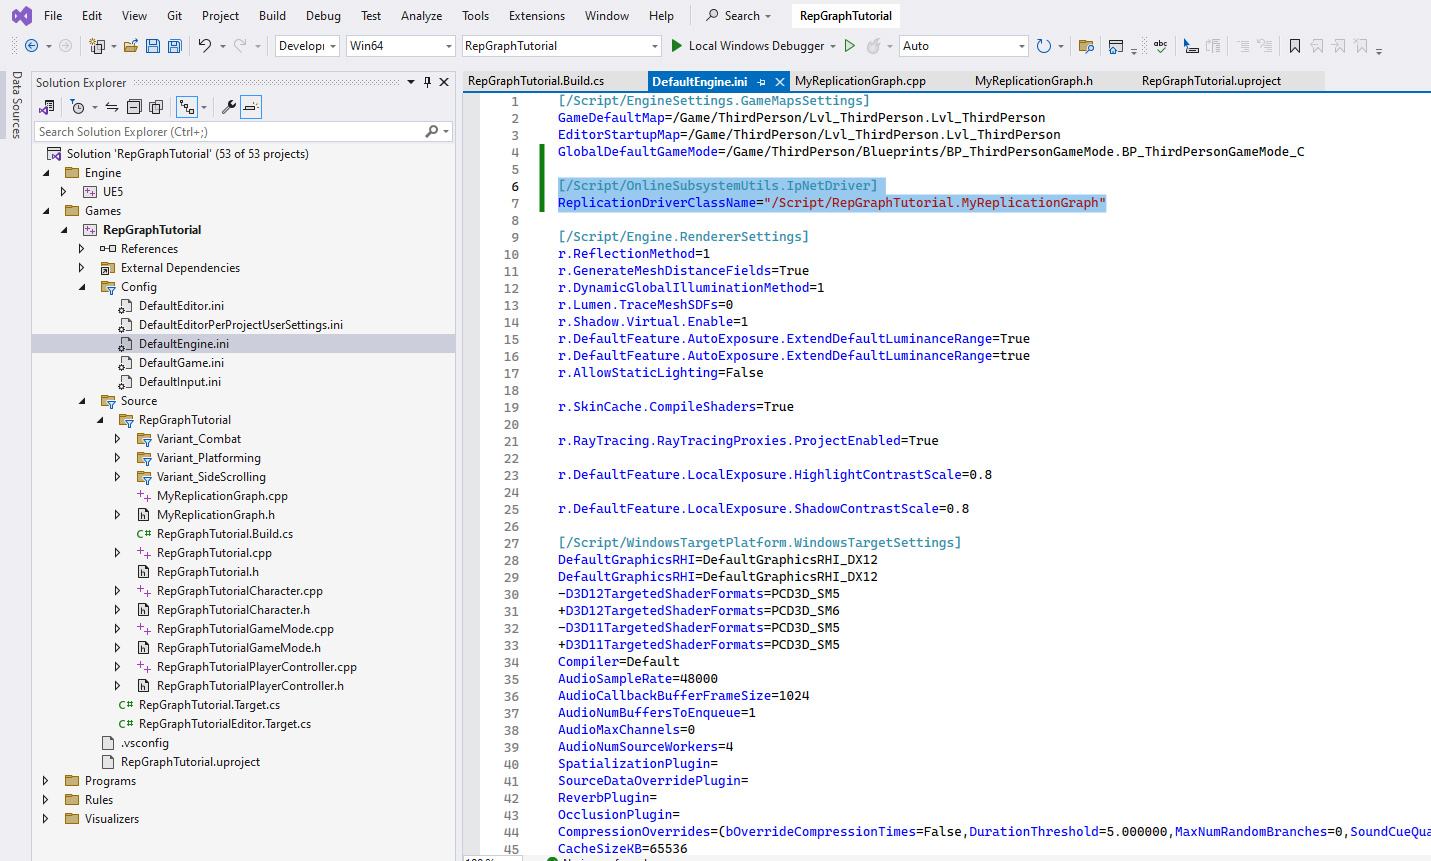 File Edit View Git Project Build Debug Test Analyze Tools Extensions Window Help Search RepGraphTutorial
Win64 RepGraphTutorial Local Windows Debugger Auto
Data Sources
Solution Explorer
Search Solution Explorer (Ctrl+;)
Solution 'RepGraphTutorial' (53 of 53 projects)
Engine
UE5
Games
RepGraphTutorial
References
External Dependencies
Config
DefaultEditor.ini
DefaultEditorPerProjectUserSettings.ini
DefaultEngine.ini
DefaultGame.ini
DefaultInput.ini
Source
RepGraphTutorial
Variant_Combat
Variant_Platforming
Variant_SideScrolling
MyReplicationGraph.cpp
MyReplicationGraph.h
RepGraphTutorial.Build.cs
RepGraphTutorial.cpp
RepGraphTutorial.h
RepGraphTutorialCharacter.cpp
RepGraphTutorialCharacter.h
RepGraphTutorialGameMode.cpp
RepGraphTutorialGameMode.h
RepGraphTutorialPlayerController.cpp
RepGraphTutorialPlayerController.h
RepGraphTutorial.Target.cs
RepGraphTutorialEditor.Target.cs
.vsconfig
RepGraphTutorial.uproject
Programs
Rules
Visualizers
RepGraphTutorial.Build.cs DefaultEngine.ini MyReplicationGraph.cpp MyReplicationGraph.h RepGraphTutorial.uproject
1 [/Script/EngineSettings.GameMapsSettings]
2 GameDefaultMap=/Game/ThirdPerson/Lvl_ThirdPerson.Lvl_ThirdPerson
3 EditorStartupMap=/Game/ThirdPerson/Lvl_ThirdPerson.Lvl_ThirdPerson
4 GlobalDefaultGameMode=/Game/ThirdPerson/Blueprints/BP_ThirdPersonGameMode.BP_ThirdPersonGameMode_C
5
6 [/Script/OnlineSubsystemUtils.IpNetDriver]
7 ReplicationDriverClassName="/Script/RepGraphTutorial.MyReplicationGraph"
8
9 [/Script/Engine.RendererSettings]
10 r.ReflectionMethod=1
11 r.GenerateMeshDistanceFields=True
12 r.DynamicGlobalIlluminationMethod=1
13 r.Lumen.TraceMeshSDFs=0
14 r.Shadow.Virtual.Enable=1
15 r.DefaultFeature.AutoExposure.ExtendDefaultLuminanceRange=True
16 r.DefaultFeature.AutoExposure.ExtendDefaultLuminanceRange=true
17 r.AllowStaticLighting=False
18
19 r.SkinCache.CompileShaders=True
20
21 r.RayTracing.RayTracingProxies.ProjectEnabled=True
22
23 r.DefaultFeature.LocalExposure.HighlightContrastScale=0.8
24
25 r.DefaultFeature.LocalExposure.ShadowContrastScale=0.8
26
27 [/Script/WindowsTargetPlatform.WindowsTargetSettings]
28 DefaultGraphicsRHI=DefaultGraphicsRHI_DX12
29 DefaultGraphicsRHI=DefaultGraphicsRHI_DX12
30 -D3D12TargetedShaderFormats=PCD3D_SM5
31 +D3D12TargetedShaderFormats=PCD3D_SM6
32 -D3D11TargetedShaderFormats=PCD3D_SM5
33 +D3D11TargetedShaderFormats=PCD3D_SM5
34 Compiler=Default
35 AudioSampleRate=48000
36 AudioCallbackBufferFrameSize=1024
37 AudioNumBuffersToEnqueue=1
38 AudioMaxChannels=0
39 AudioNumSourceWorkers=4
40 SpatializationPlugin=
41 SourceDataOverridePlugin=
42 ReverbPlugin=
43 OcclusionPlugin=
44 CompressionOverrides=(bOverrideCompressionTimes=False,DurationThreshold=5.000000,MaxNumRandomBranches=0,SoundCueQua
45 CacheSizeKB=65536